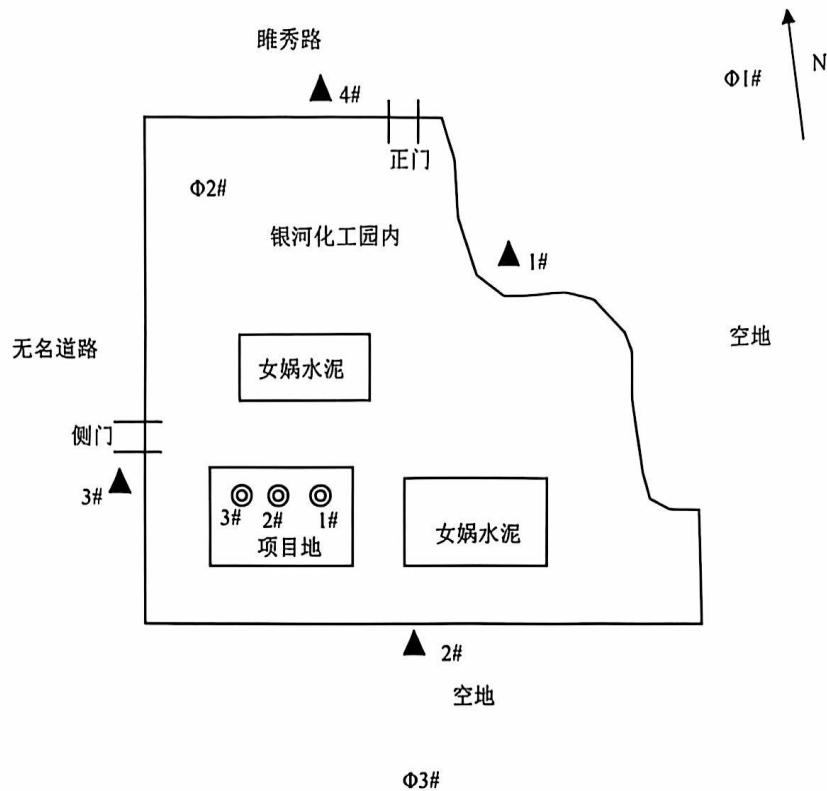 睢秀路
N
Φ1#
4#
正门
Φ2#
银河化工园内
1#
无名道路
空地
女娲水泥
侧门
3#
3# 2# 1#
项目地
女娲水泥
2#
空地
Φ3#